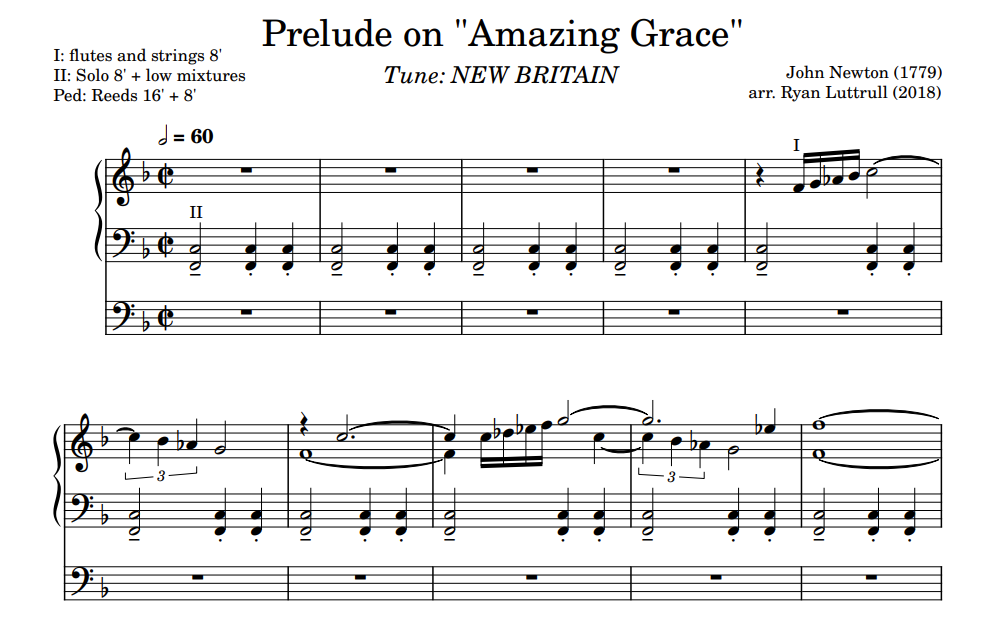 Prelude on "Amazing Grace"
I: flutes and strings 8'
II: Solo 8' + low mixtures
Ped: Reeds 16' + 8'
Tune: NEW BRITAIN
John Newton (1779)
arr. Ryan Luttrull (2018)
= 60
I
II
3
3